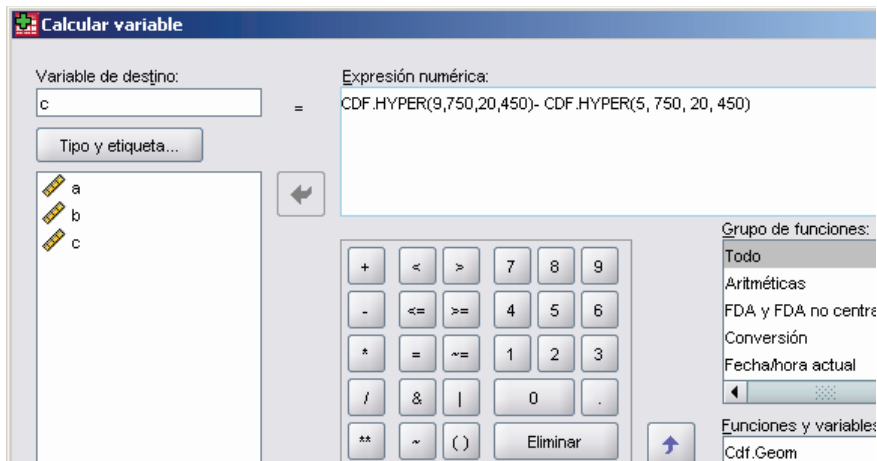 Calcular variable
Variable de destino:
Expresión numérica:
c
=
CDF.HYPER(9,750,20,450)- CDF.HYPER(5, 750, 20, 450)
Tipo y etiqueta...
a
b
c
Grupo de funciones:
Todo
Aritméticas
FDA y FDA no centra
Conversión
Fecha/hora actual
+ < > 7 8 9
- <= >= 4 5 6
* = ~= 1 2 3
/ & | 0 .
** ~ ( ) Eliminar
Funciones y variables
Cdf.Geom